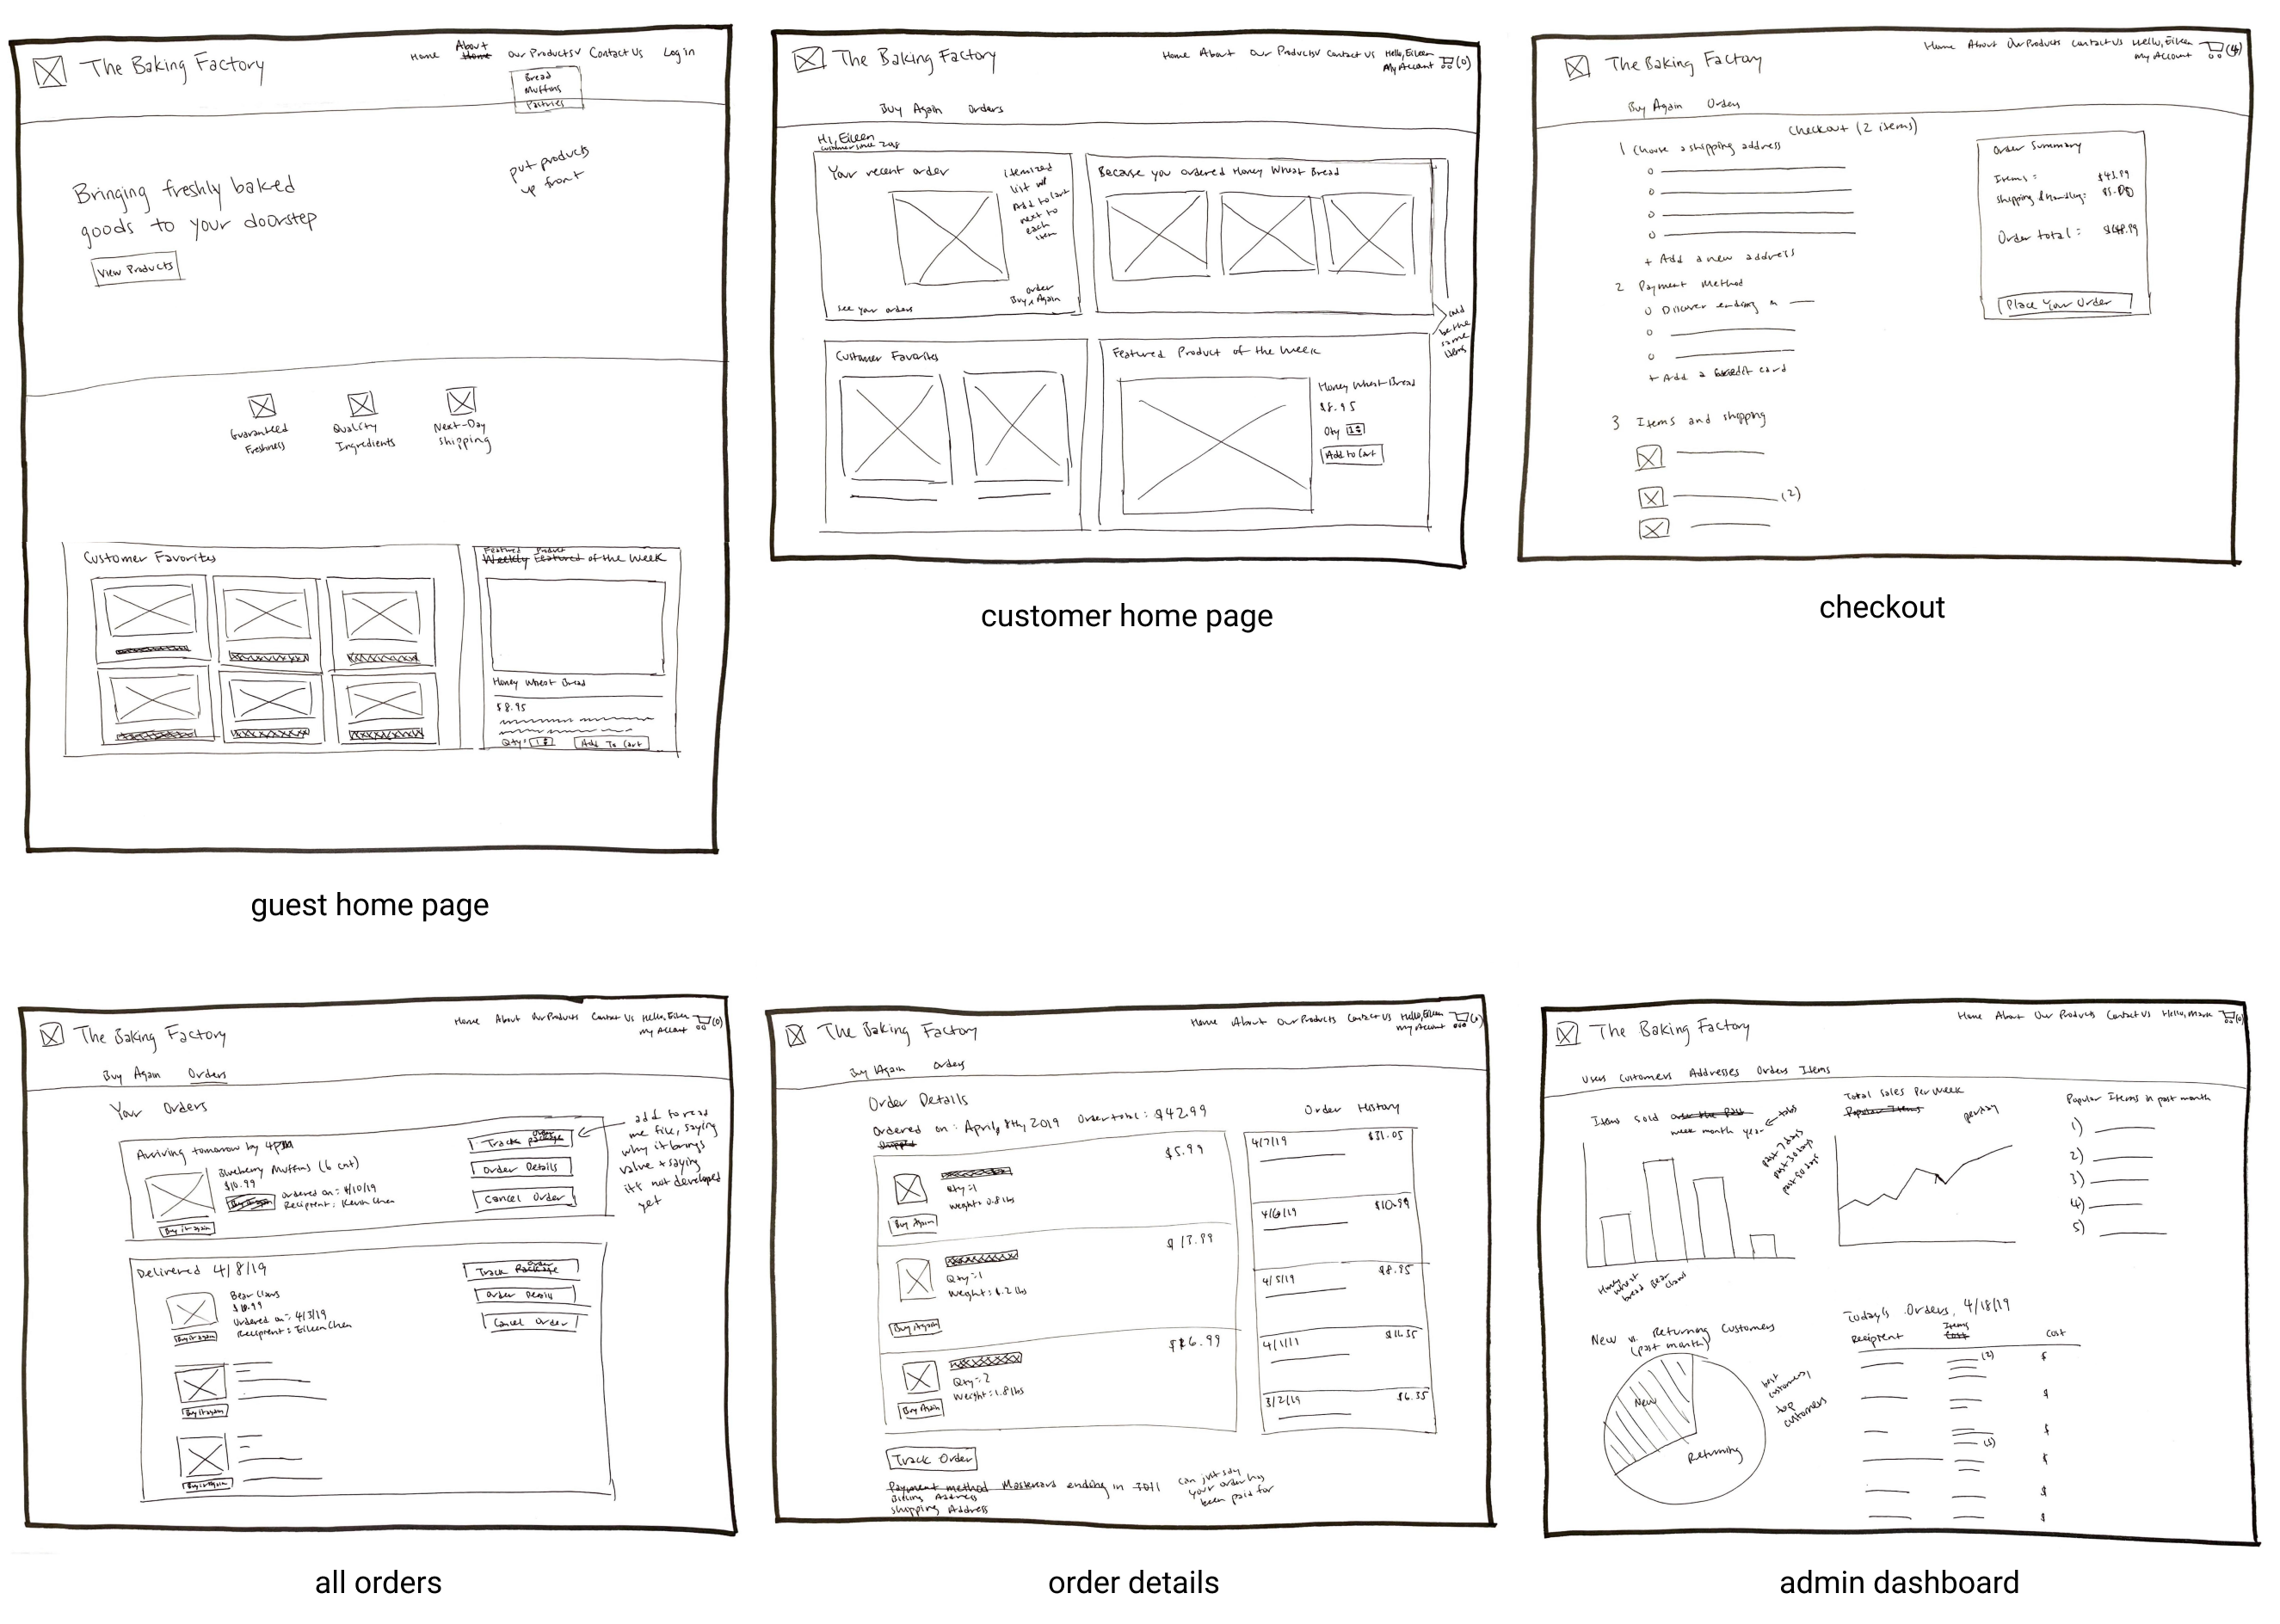 The Baking Factory
Home About Home Our Products Contact Us Log in
Bread
Muffins
Pastries
put products
up front
Bringing freshly baked
goods to your doorstep
View Products
Guaranteed
Freshness
Quality
Ingredients
Next-Day
Shipping
Customer Favorites
Featured Product
Weekly Featured of the Week
Honey Wheat Bread
$8.95
Qty: 1
Add To Cart
guest home page
The Baking Factory
Home About Our Products Contact Us Hello, Eileen
My Account (0)
Buy Again Orders
Hi, Eileen
customer since
Your recent order
itemized
list w/
Add to Cart
next to
each
item
order
Buy Again
See your orders
Because you ordered Honey Wheat Bread
could
be the
same
items
Customer Favorites
Featured Product of the Week
Honey Wheat Bread
$8.95
Qty 1
Add to Cart
customer home page
The Baking Factory
Home About Our Products Contact Us Hello, Eileen
My Account (4)
Buy Again Orders
Checkout (2 items)
1 Choose a shipping address
+ Add a new address
2 Payment Method
Discover ending in
+ Add a credit card
3 Items and shipping
(2)
Order Summary
Items: $43.99
Shipping & Handling: $5.00
Order total: $48.99
Place Your Order
checkout
The Baking Factory
Home About Our Products Contact Us Hello, Eileen
My Account (0)
Buy Again Orders
Your Orders
Arriving tomorrow by 4PM
Blueberry Muffins (6 cnt)
$10.99
Buy it again
Ordered on: 4/10/19
Recipient: Kevin Chen
Buy it again
Track Package
Order
Order Details
Cancel Order
add to read
me file, saying
why it brings
value + saying
it's not developed
yet
Delivered 4/8/19
Bear Claws
$10.99
Ordered on: 4/3/19
Recipient: Eileen Chen
Buy it again
Track Package
Order
Order Details
Cancel Order
Buy it again
Buy it again
all orders
The Baking Factory
Home About Our Products Contact Us Hello, Eileen
My Account
Buy Again Orders
Order Details
Ordered on: April, 8th, 2019 Order total: $42.99
Shipped
$5.99
Qty: 1
Weight: 0.8 lbs
Buy Again
$13.99
Qty: 1
Weight: 1.2 lbs
Buy Again
$16.99
Qty: 2
Weight: 1.8 lbs
Buy Again
Order History
4/7/19 $31.05
4/6/19 $10.99
4/5/19 $8.95
4/1/11 $11.35
3/2/19 $6.35
Track Order
Payment method Mastercard ending in 3011
Billing Address
Shipping Address
can just say
your order has
been paid for
order details
The Baking Factory
Home About Our Products Contact Us Hello, Mark
Users Customers Addresses Orders Items
Items Sold over the Past
week month year tabs
past 7 days
past 30 days
past 60 days
Honey
Wheat
Bread
Bear
Claws
Total Sales Per Week
Popular Items
per day
Popular Items in past month
1)
2)
3)
4)
5)
New vs. Returning Customers
(past month)
New
Returning
best
customers,
top
customers
Today's Orders, 4/18/19
Recipient Items Cost Cost
(2) $
$
$
(3) $
$
$
admin dashboard